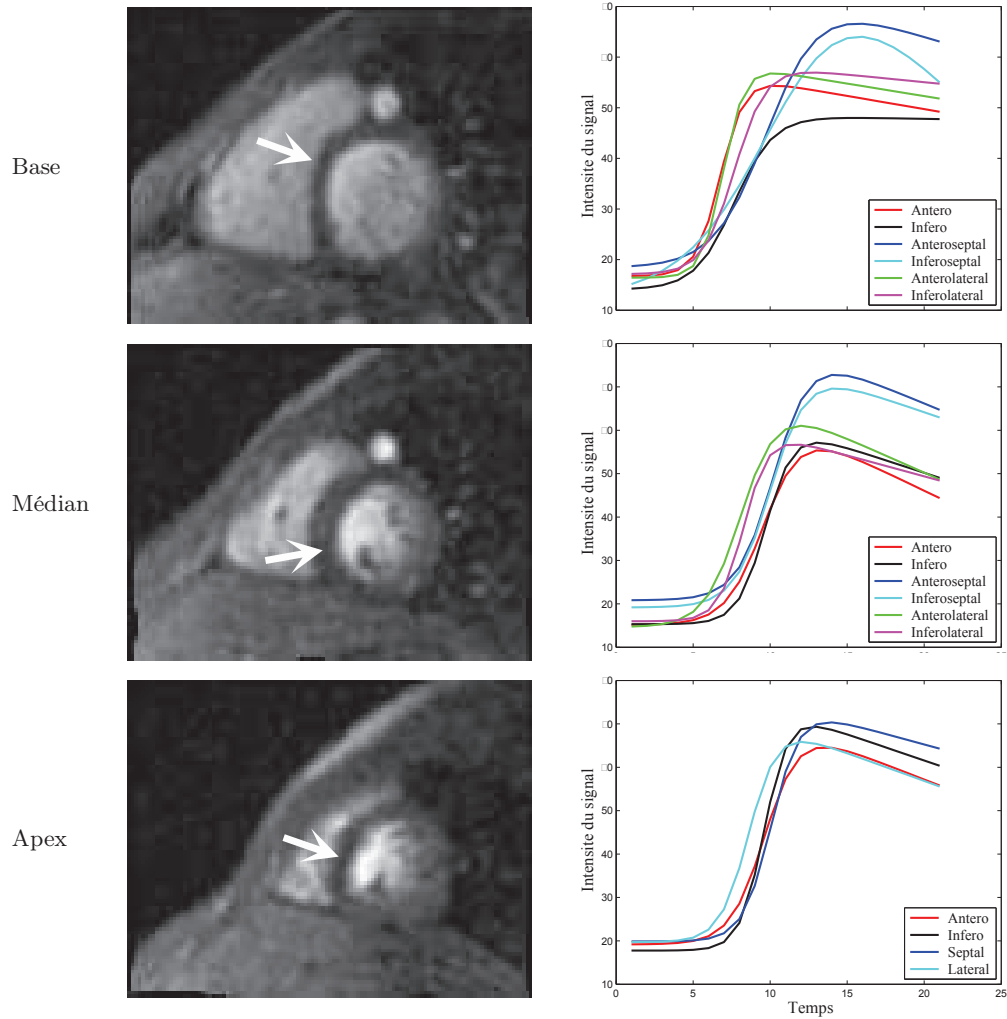 Base
Intensite du signal
50
40
30
20
10
Antero
Infero
Anteroseptal
Inferoseptal
Anterolateral
Inferolateral
Médian
Intensite du signal
50
40
30
20
10
Antero
Infero
Anteroseptal
Inferoseptal
Anterolateral
Inferolateral
Apex
Intensite du signal
50
40
30
20
10
Antero
Infero
Septal
Lateral
0 5 10 15 20 25
Temps